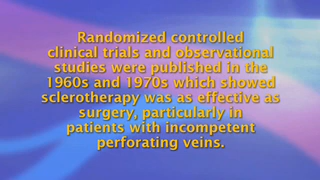 Randomized controlled
clinical trials and observational
studies were published in the
1960s and 1970s which showed
sclerotherapy was as effective as
surgery, particularly in
patients with incompetent
perforating veins.